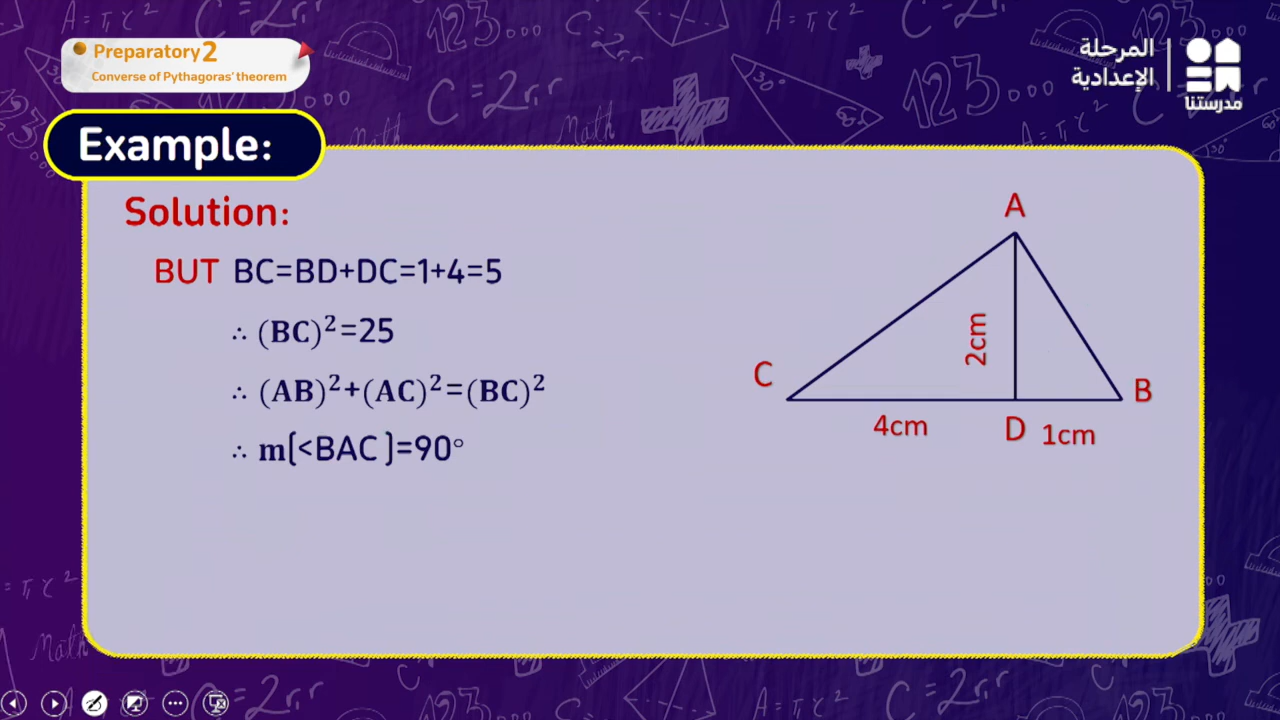 Preparatory 2
Converse of Pythagoras' theorem
المرحلة
الإعدادية
مدرستنا
Example:
Solution:
BUT BC=BD+DC=1+4=5
∴ (BC)²=25
∴ (AB)²+(AC)²=(BC)²
∴ m(<BAC )=90°
A
2cm
C
B
4cm
D
1cm